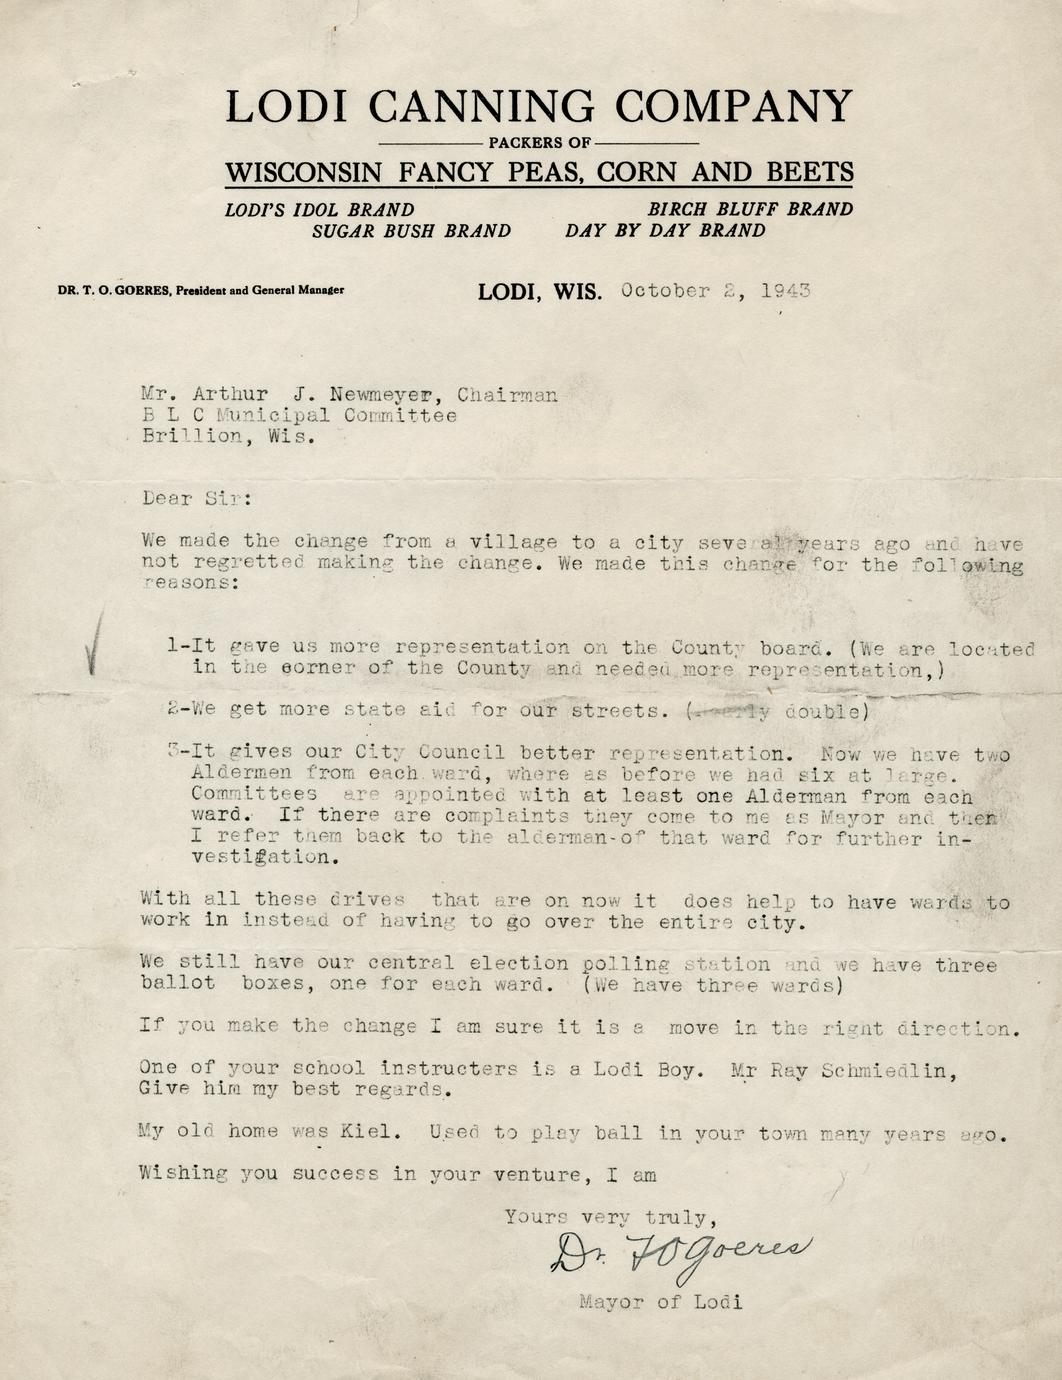 LODI CANNING COMPANY
PACKERS OF
WISCONSIN FANCY PEAS, CORN AND BEETS
LODI'S IDOL BRAND BIRCH BLUFF BRAND
SUGAR BUSH BRAND DAY BY DAY BRAND
DR. T. O. GOERES, President and General Manager LODI, WIS. October 2, 1943
Mr. Arthur J. Newmeyer, Chairman
B L C Municipal Committee
Brillion, Wis.
Dear Sir:
We made the change from a village to a city several years ago and have
not regretted making the change. We made this change for the following
reasons:
1-It gave us more representation on the County board. (We are located
in the corner of the County and needed more representation,)
2-We get more state aid for our streets. (nearly double)
3-It gives our City Council better representation. Now we have two
Aldermen from each ward, where as before we had six at large.
Committees are appointed with at least one Alderman from each
ward. If there are complaints they come to me as Mayor and then
I refer them back to the alderman-of that ward for further in-
vestigation.
With all these drives that are on now it does help to have wards to
work in instead of having to go over the entire city.
We still have our central election polling station and we have three
ballot boxes, one for each ward. (We have three wards)
If you make the change I am sure it is a move in the right direction.
One of your school instructers is a Lodi Boy. Mr Ray Schmiedlin,
Give him my best regards.
My old home was Kiel. Used to play ball in your town many years ago.
Wishing you success in your venture, I am
Yours very truly,
Dr. T O Goeres
Mayor of Lodi